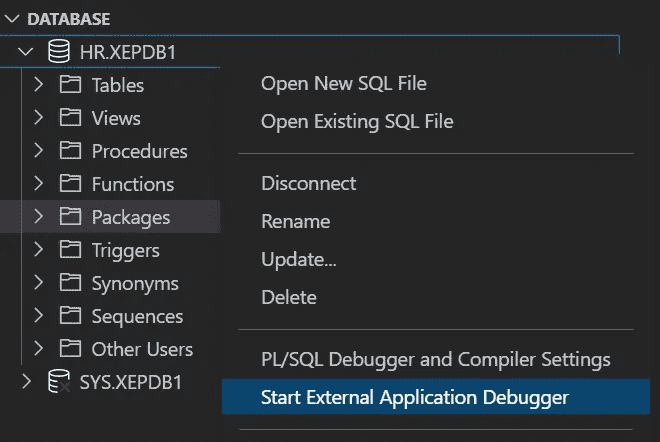 DATABASE
HR.XEPDB1
Tables
Views
Procedures
Functions
Packages
Triggers
Synonyms
Sequences
Other Users
SYS.XEPDB1
Open New SQL File
Open Existing SQL File
Disconnect
Rename
Update...
Delete
PL/SQL Debugger and Compiler Settings
Start External Application Debugger